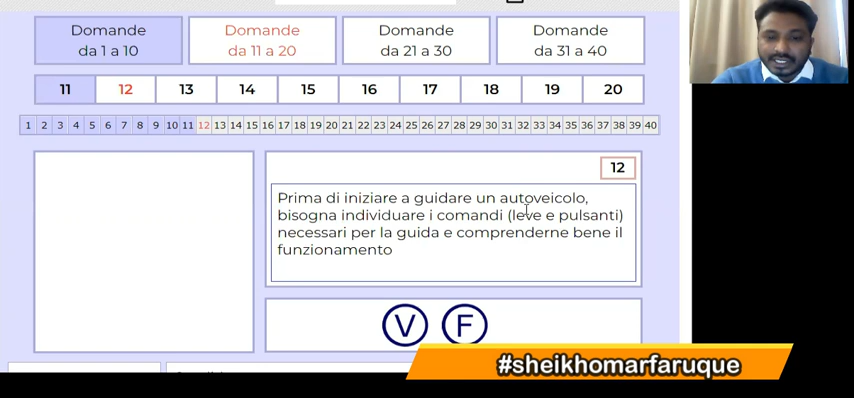 Domande
da 1 a 10
Domande
da 11 a 20
Domande
da 21 a 30
Domande
da 31 a 40
11 12 13 14 15 16 17 18 19 20
1 2 3 4 5 6 7 8 9 10 11 12 13 14 15 16 17 18 19 20 21 22 23 24 25 26 27 28 29 30 31 32 33 34 35 36 37 38 39 40
12
Prima di iniziare a guidare un autoveicolo,
bisogna individuare i comandi (leve e pulsanti)
necessari per la guida e comprenderne bene il
funzionamento
V F
#sheikhomarfaruque